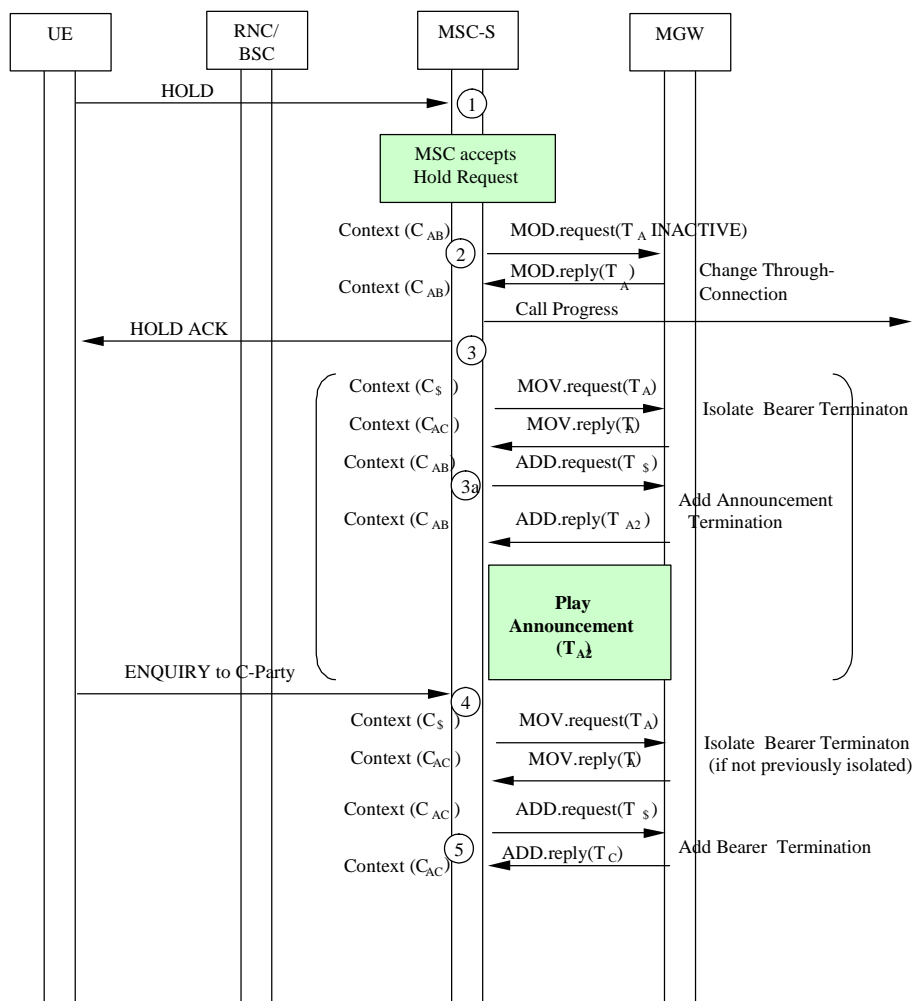 UE
RNC/
BSC
MSC-S
MGW
HOLD
1
MSC accepts
Hold Request
Context (C AB)
MOD.request(T A INACTIVE)
2
MOD.reply(T A)
Change Through-
Connection
Context (C AB)
Call Progress
HOLD ACK
3
Context (C $ )
MOV.request(T A)
Isolate Bearer Terminaton
Context (C AC)
MOV.reply(T A)
Context (C AB)
ADD.request(T $)
3a
Add Announcement
Termination
Context (C AB
ADD.reply(T A2)
Play
Announcement
(T A2)
ENQUIRY to C-Party
4
Context (C $ )
MOV.request(T A)
Isolate Bearer Terminaton
(if not previously isolated)
Context (C AC)
MOV.reply(T A)
Context (C AC)
ADD.request(T $)
5
ADD.reply(T C)
Add Bearer Termination
Context (C AC)